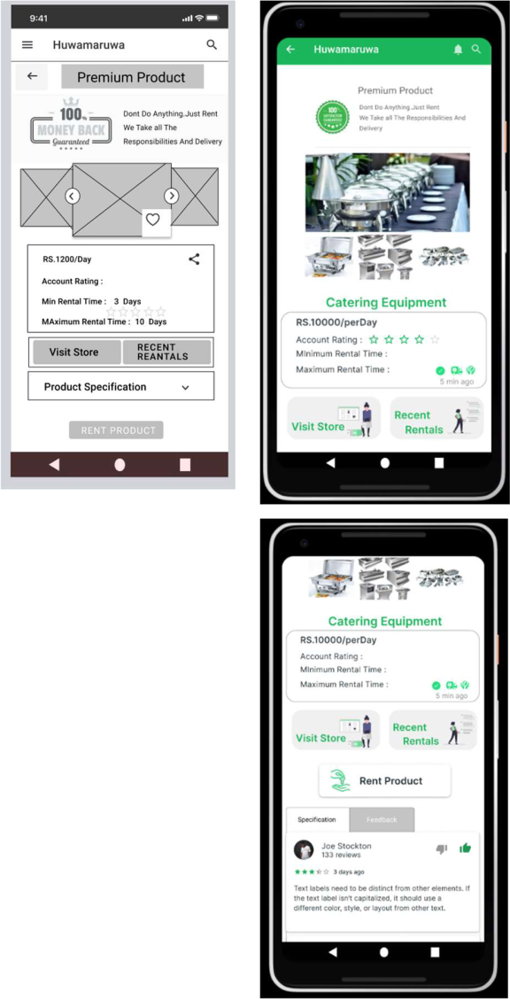 9:41
Huwamaruwa
Premium Product
100%
MONEY BACK
Guaranteed
Dont Do Anything.Just Rent
We Take all The
Responsibilities And Delivery
RS.1200/Day
Account Rating :
Min Rental Time : 3 Days
MAximum Rental Time : 10 Days
Visit Store
RECENT
REANTALS
Product Specification
RENT PRODUCT
Huwamaruwa
Premium Product
100%
SATISFACTION
GUARANTEED
Dont Do Anything.Just Rent
We Take All The Responsibilities And
Delivery
Catering Equipment
RS.10000/perDay
Account Rating :
MInimum Rental Time :
Maximum Rental Time :
5 min ago
Visit Store
Recent
Rentals
Catering Equipment
RS.10000/perDay
Account Rating :
MInimum Rental Time :
Maximum Rental Time :
5 min ago
Visit Store
Recent
Rentals
Rent Product
Specification
Feedback
Joe Stockton
133 reviews
3 days ago
Text labels need to be distinct from other elements. If
the text label isn't capitalized, it should use a
different color, style, or layout from other text.